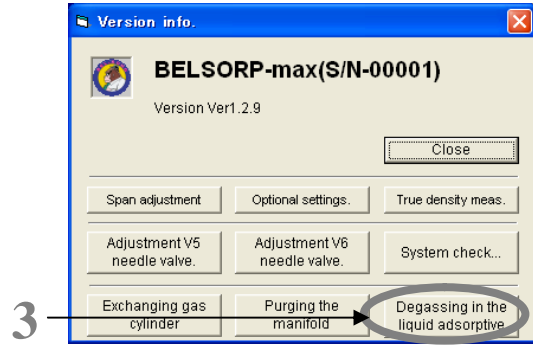 Version info.
BELSORP-max(S/N-00001)
Version Ver1.2.9
Close
Span adjustment
Optional settings.
True density meas.
Adjustment V5
needle valve.
Adjustment V6
needle valve.
System check...
Exchanging gas
cylinder
Purging the
manifold
Degassing in the
liquid adsorptive
3